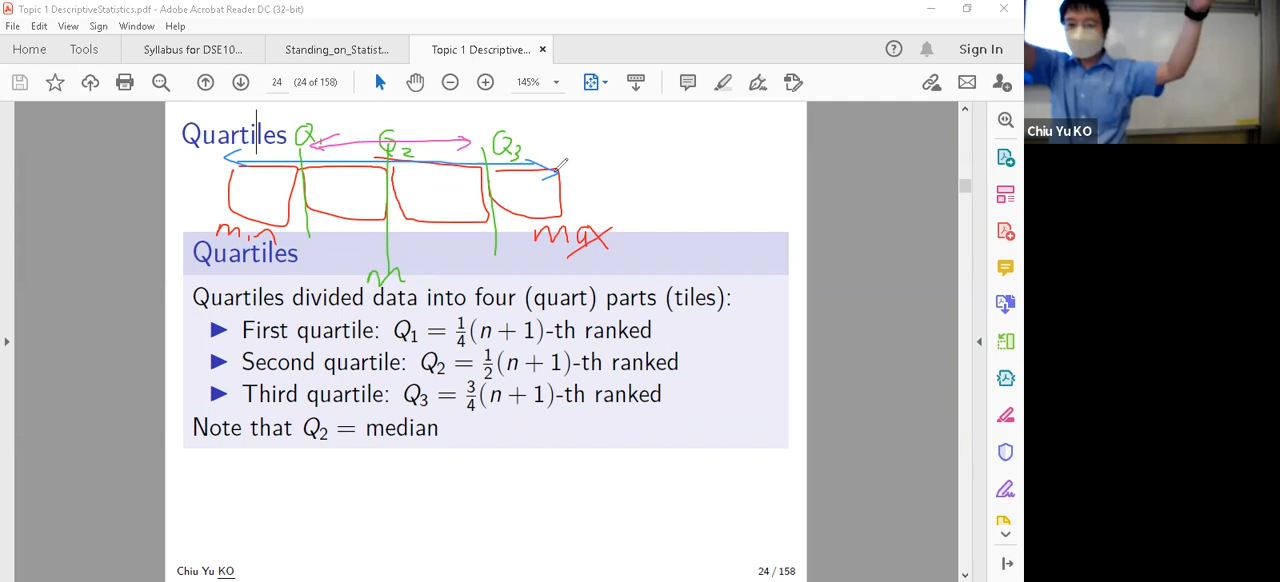 Topic 1 DescriptiveStatistics.pdf - Adobe Acrobat Reader DC (32-bit)
File Edit View Sign Window Help
Home Tools Syllabus for DSE10... Standing_on_Statist... Topic 1 Descriptive... Sign In
24 (24 of 158) 145%
Chiu Yu KO
Quartiles Q1 Q2 Q3
min max
m
Quartiles
Quartiles divided data into four (quart) parts (tiles):
▶ First quartile: Q₁ = ¼(n + 1)-th ranked
▶ Second quartile: Q₂ = ½(n + 1)-th ranked
▶ Third quartile: Q₃ = ¾(n + 1)-th ranked
Note that Q₂ = median
Chiu Yu KO 24 / 158